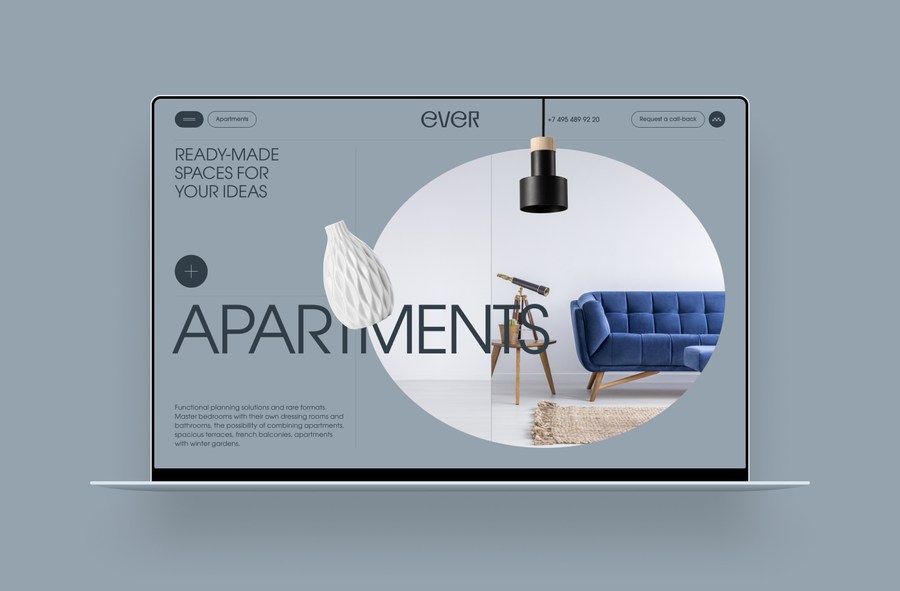 Apartments
ever
+7 495 489 92 20
Request a call-back
READY-MADE
SPACES FOR
YOUR IDEAS
APARTMENTS
Functional planning solutions and rare formats.
Master bedrooms with their own dressing rooms and
bathrooms, the possibility of combining apartments,
spacious terraces, french balconies, apartments
with winter gardens.